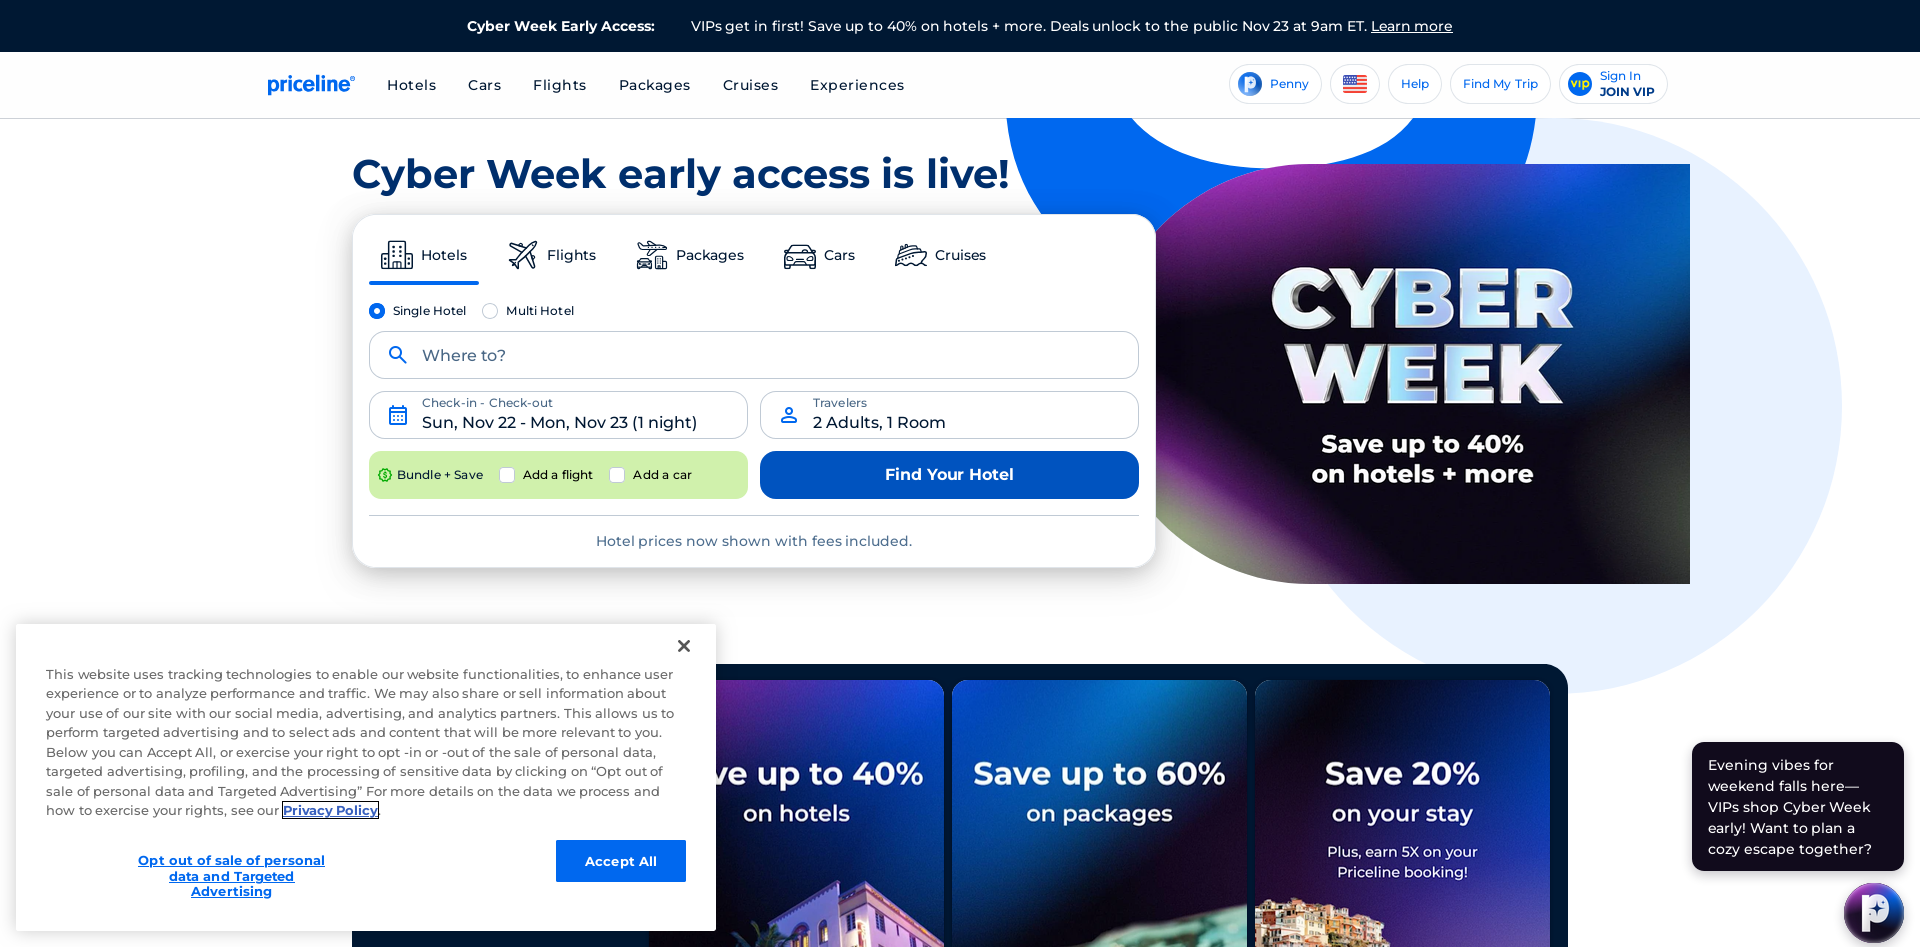 Cyber Week Early Access: VIPs get in first! Save up to 40% on hotels + more. Deals unlock to the public Nov 23 at 9am ET. Learn more
priceline® Hotels Cars Flights Packages Cruises Experiences Penny Help Find My Trip VIP Sign In
JOIN VIP
Cyber Week early access is live!
Hotels Flights Packages Cars Cruises
Single Hotel Multi Hotel
Where to?
Check-in - Check-out
Sun, Nov 22 - Mon, Nov 23 (1 night)
Travelers
2 Adults, 1 Room
Bundle + Save Add a flight Add a car
Find Your Hotel
Hotel prices now shown with fees included.
CYBER
WEEK
Save up to 40%
on hotels + more
This website uses tracking technologies to enable our website functionalities, to enhance user
experience or to analyze performance and traffic. We may also share or sell information about
your use of our site with our social media, advertising, and analytics partners. This allows us to
perform targeted advertising and to select ads and content that will be more relevant to you.
Below you can Accept All, or exercise your right to opt -in or -out of the sale of personal data,
targeted advertising, profiling, and the processing of sensitive data by clicking on “Opt out of
sale of personal data and Targeted Advertising” For more details on the data we process and
how to exercise your rights, see our Privacy Policy.
Opt out of sale of personal
data and Targeted
Advertising
Accept All
ve up to 40%
on hotels
Save up to 60%
on packages
Save 20%
on your stay
Plus, earn 5X on your
Priceline booking!
Evening vibes for
weekend falls here—
VIPs shop Cyber Week
early! Want to plan a
cozy escape together?